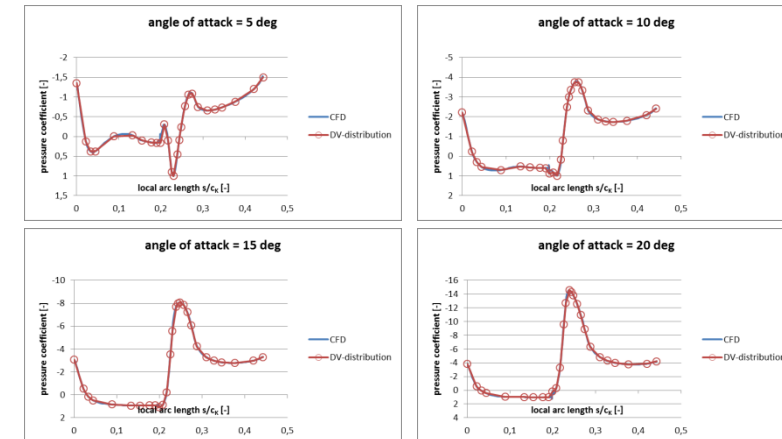 angle of attack = 5 deg
pressure coefficient [-]
-2
-1,5
-1
-0,5
0
0,5
1
1,5
local arc length s/cK [-]
0
0,1
0,2
0,3
0,4
0,5
CFD
DV-distribution
angle of attack = 10 deg
pressure coefficient [-]
-5
-4
-3
-2
-1
0
1
2
local arc length s/cK [-]
0
0,1
0,2
0,3
0,4
0,5
CFD
DV-distribution
angle of attack = 15 deg
pressure coefficient [-]
-10
-8
-6
-4
-2
0
2
local arc length s/cK [-]
0
0,1
0,2
0,3
0,4
0,5
CFD
DV-distribution
angle of attack = 20 deg
pressure coefficient [-]
-16
-14
-12
-10
-8
-6
-4
-2
0
2
4
local arc length s/cK [-]
0
0,1
0,2
0,3
0,4
0,5
CFD
DV-distribution